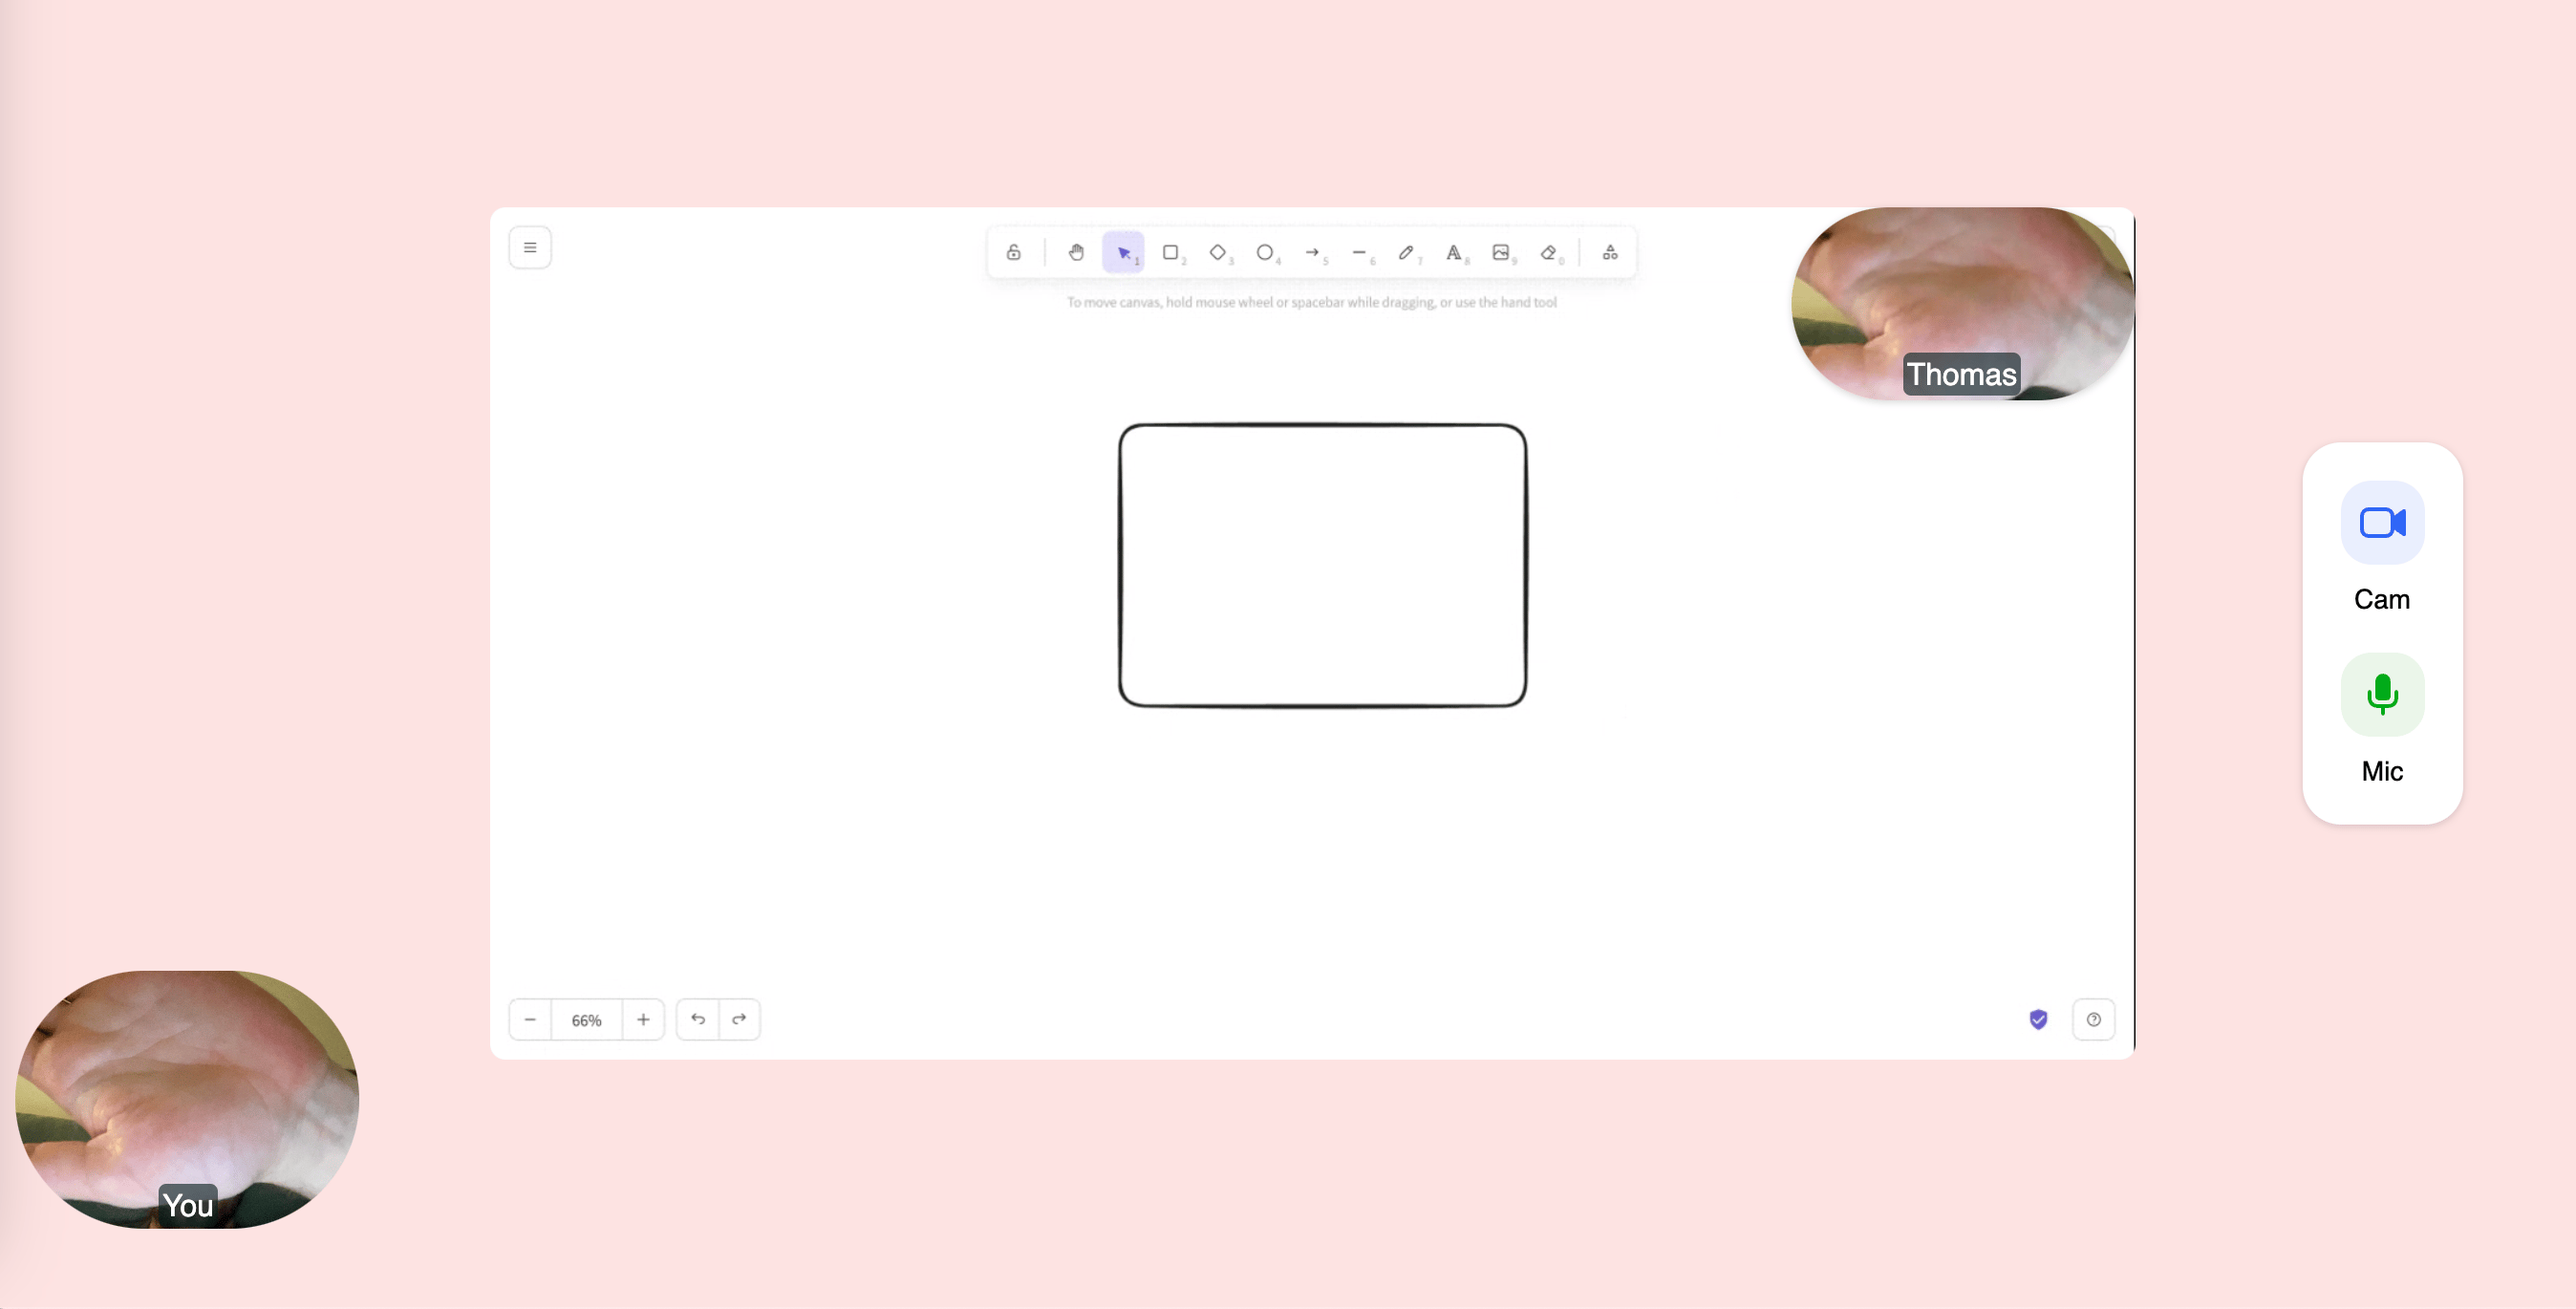 1 2 3 4 5 6 7 A 8 9 0
To move canvas, hold mouse wheel or spacebar while dragging, or use the hand tool
Thomas
Cam
Mic
66%
You